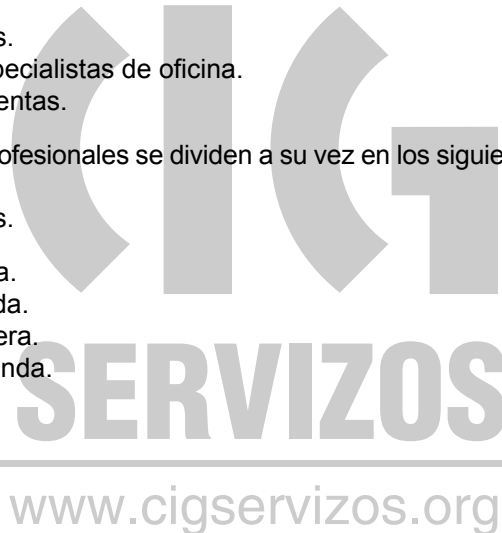 s.
pecialistas de oficina.
entas.
ofesionales se dividen a su vez en los siguie
s.
a.
da.
era.
nda.
CIG
SERVIZOS
www.cigservizos.org